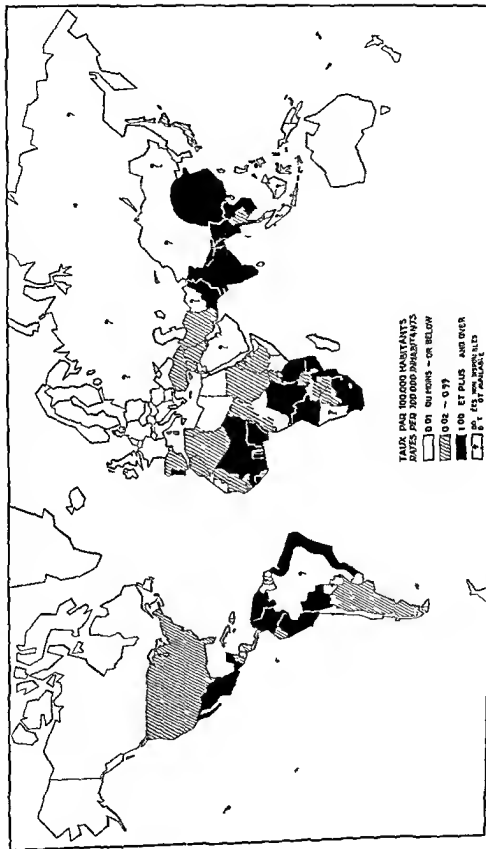 TAUX PAR 100.000 HABITANTS
RATES PER 100 000 INHABITANTS
0 01 OU MOINS ~ OR BELOW
0 02 ~ 0 99
1 00 ET PLUS AND OVER
?